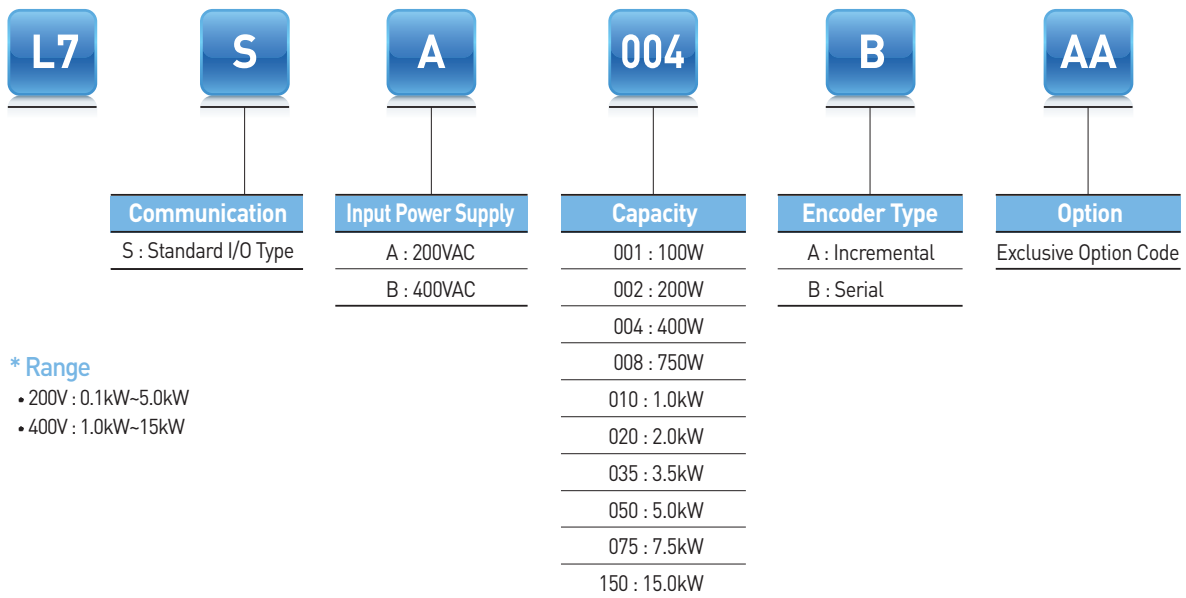 L7 S A 004 B AA
Communication
S : Standard I/O Type
Input Power Supply
A : 200VAC
B : 400VAC
Capacity
001 : 100W
002 : 200W
004 : 400W
008 : 750W
010 : 1.0kW
020 : 2.0kW
035 : 3.5kW
050 : 5.0kW
075 : 7.5kW
150 : 15.0kW
Encoder Type
A : Incremental
B : Serial
Option
Exclusive Option Code
* Range
• 200V : 0.1kW~5.0kW
• 400V : 1.0kW~15kW